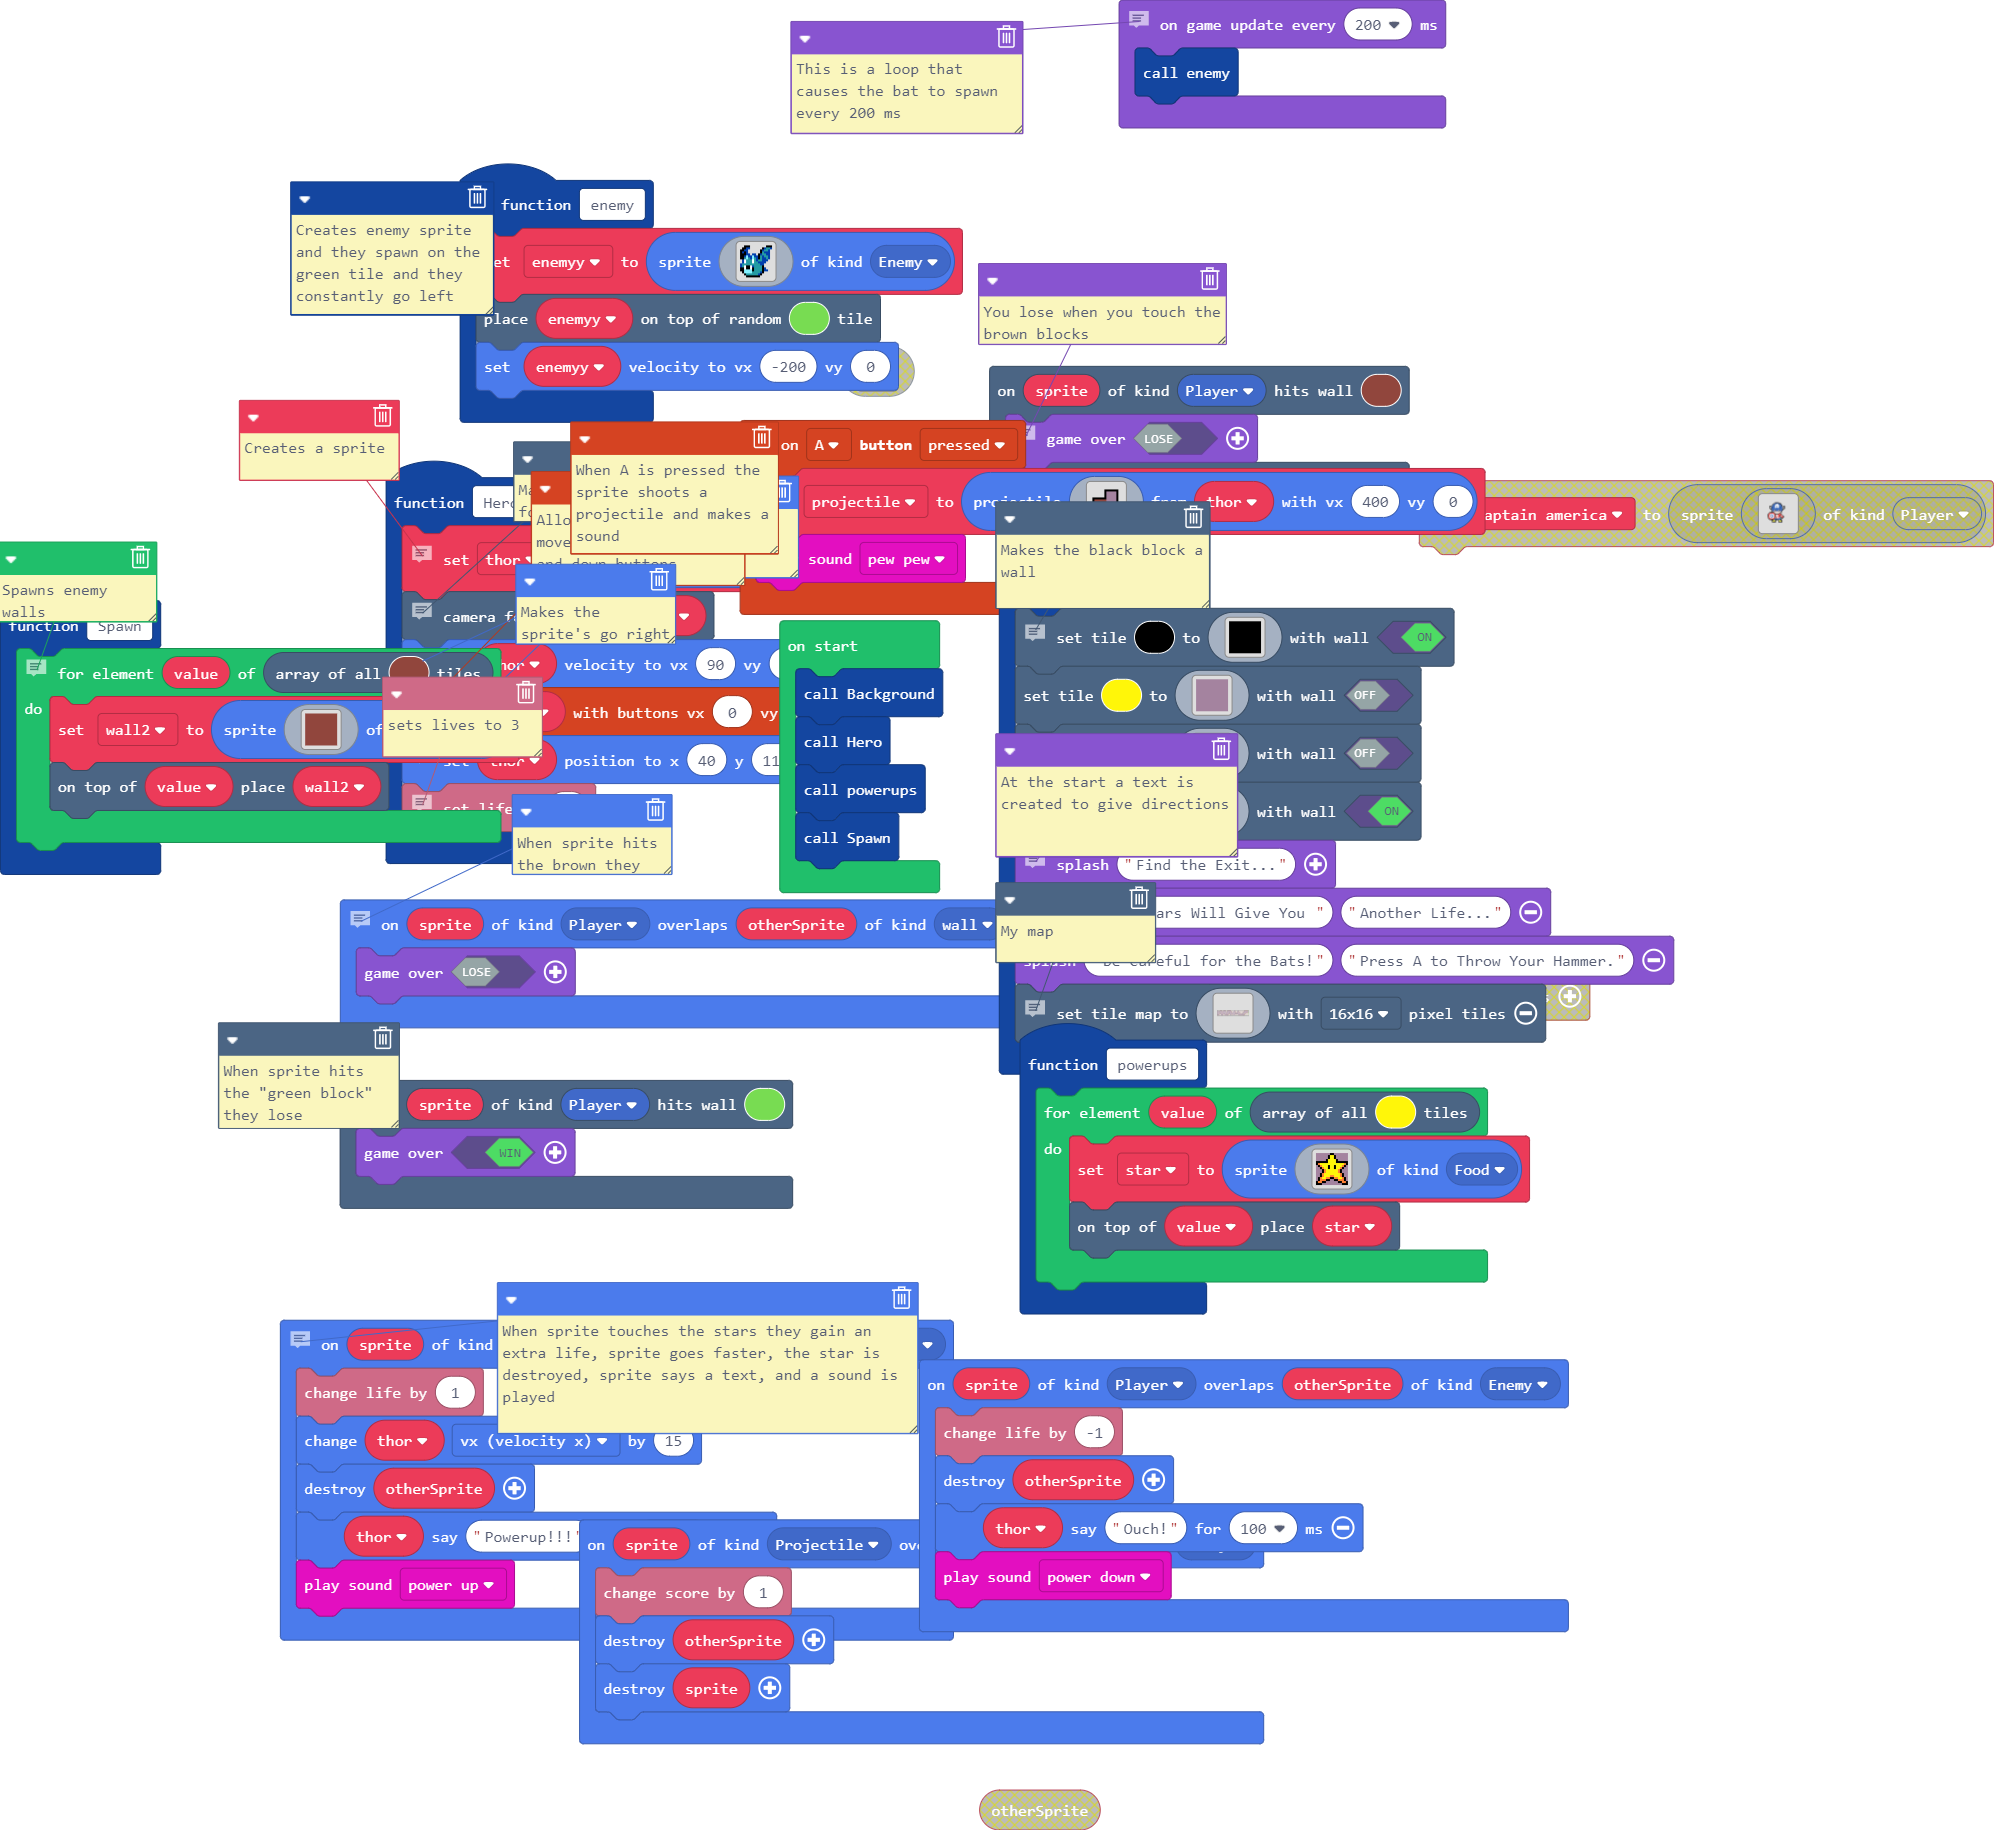 on game update every 200 ms
call enemy
This is a loop that
causes the bat to spawn
every 200 ms
function enemy
Creates enemy sprite
and they spawn on the
green tile and they
constantly go left
enemyy to sprite of kind Enemy
place enemyy on top of random tile
set enemyy velocity to vx -200 vy 0
You lose when you touch the
brown blocks
on sprite of kind Player hits wall
game over LOSE
Creates a sprite
function
set thor
camera
velocity to vx 90 vy
with buttons vx 0 vy
set thor position to x 40 y
When A is pressed the
sprite shoots a
projectile and makes a
sound
on A button pressed
projectile to projectile from thor with vx 400 vy 0
sound pew pew
and down buttons
Makes the
sprite's go right
america to sprite of kind Player
Makes the black block a
wall
Spawns enemy
walls
function Spawn
for element value of array of all tiles
do
set wall2 to sprite
on top of value place wall2
sets lives to 3
on start
call Background
call Hero
call powerups
call Spawn
set tile to with wall ON
set tile to with wall OFF
with wall OFF
with wall ON
At the start a text is
created to give directions
splash "Find the Exit..."
Will Give You " "Another Life..."
for the Bats!" "Press A to Throw Your Hammer."
My map
set tile map to with 16x16 pixel tiles
When sprite hits
the brown they
on sprite of kind Player overlaps otherSprite of kind wall
game over LOSE
When sprite hits
the "green block"
they lose
sprite of kind Player hits wall
game over WIN
function powerups
for element value of array of all tiles
do
set star to sprite of kind Food
on top of value place star
When sprite touches the stars they gain an
extra life, sprite goes faster, the star is
destroyed, sprite says a text, and a sound is
played
on sprite of kind
change life by 1
change thor vx (velocity x) by 15
destroy otherSprite
thor say "Powerup!!!"
play sound power up
on sprite of kind Projectile
change score by 1
destroy otherSprite
destroy sprite
on sprite of kind Player overlaps otherSprite of kind Enemy
change life by -1
destroy otherSprite
thor say "Ouch!" for 100 ms
play sound power down
otherSprite